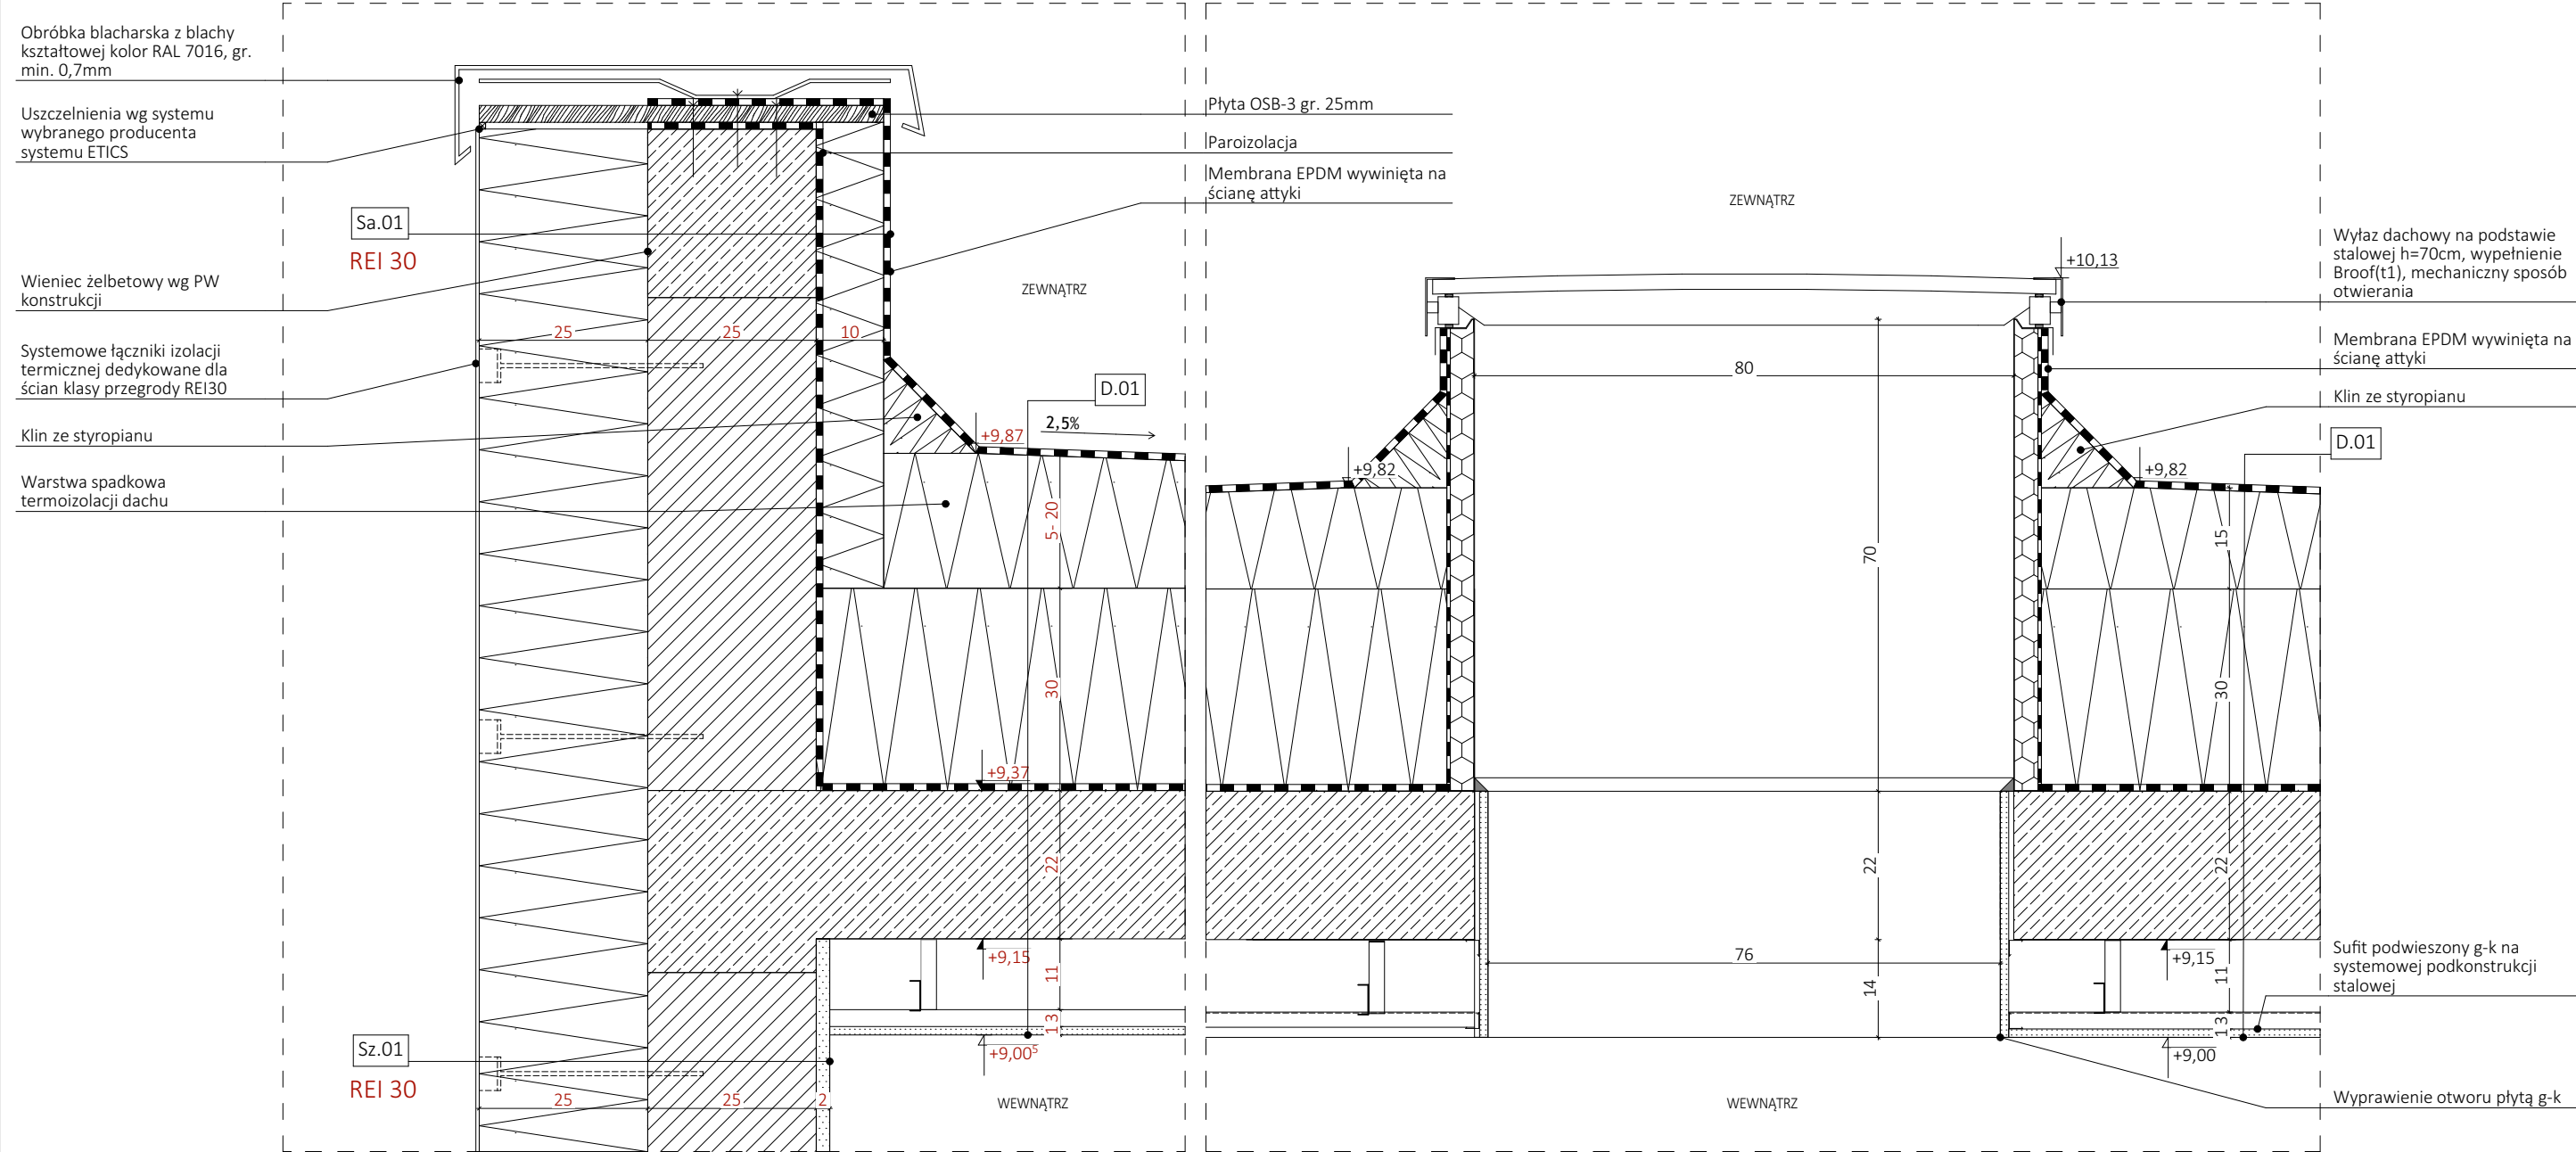 Obróbka blacharska z blachy
kształtowej kolor RAL 7016, gr.
min. 0,7mm
Uszczelnienia wg systemu
wybranego producenta
systemu ETICS
Sa.01
REI 30
Wieniec żelbetowy wg PW
konstrukcji
Systemowe łączniki izolacji
termicznej dedykowane dla
ścian klasy przegrody REI30
Klin ze styropianu
Warstwa spadkowa
termoizolacji dachu
Sz.01
REI 30
25
25
10
25
25
2
Płyta OSB-3 gr. 25mm
Paroizolacja
Membrana EPDM wywinięta na
ścianę attyki
ZEWNĄTRZ
D.01
2,5%
+9,87
5- 20
30
+9,37
22
+9,15
11
1 3
+9,00⁵
WEWNĄTRZ
ZEWNĄTRZ
+10,13
80
+9,82
+9,82
70
22
14
76
WEWNĄTRZ
15
30
22
+9,15
11
1 3
+9,00
Wyłaz dachowy na podstawie
stalowej h=70cm, wypełnienie
Broof(t1), mechaniczny sposób
otwierania
Membrana EPDM wywinięta na
ścianę attyki
Klin ze styropianu
D.01
Sufit podwieszony g-k na
systemowej podkonstrukcji
stalowej
Wyprawienie otworu płytą g-k